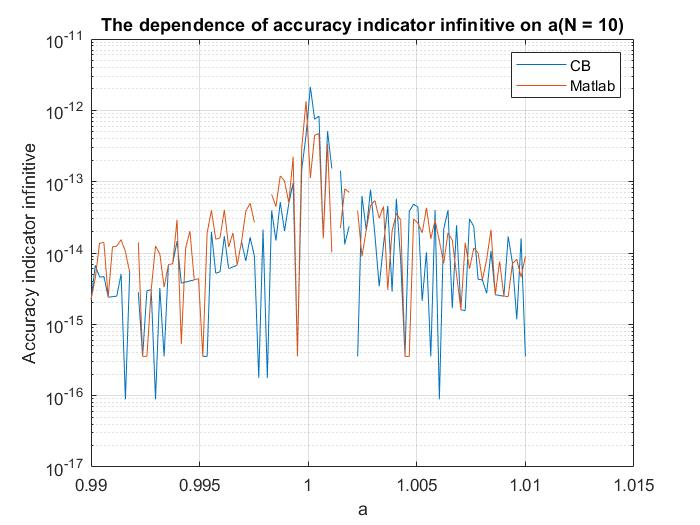 The dependence of accuracy indicator infinitive on a(N = 10)
10^-11
10^-12
10^-13
10^-14
10^-15
10^-16
10^-17
Accuracy indicator infinitive
CB
Matlab
0.99 0.995 1 1.005 1.01 1.015
a